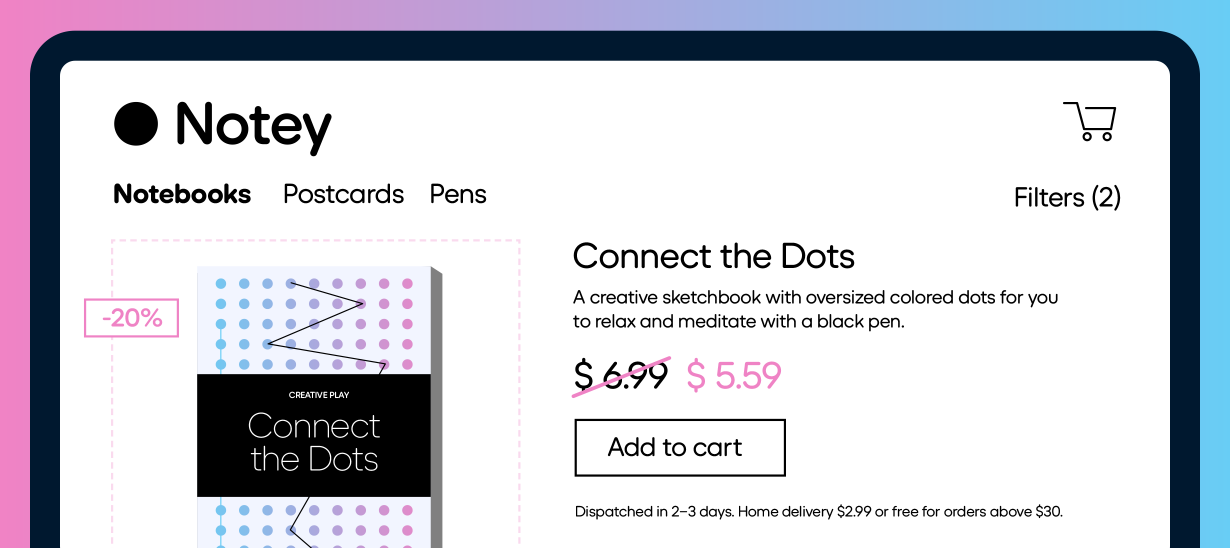 Notey
Notebooks Postcards Pens
Filters (2)
-20%
CREATIVE PLAY
Connect
the Dots
Connect the Dots
A creative sketchbook with oversized colored dots for you
to relax and meditate with a black pen.
$ 6.99 $ 5.59
Add to cart
Dispatched in 2–3 days. Home delivery $2.99 or free for orders above $30.